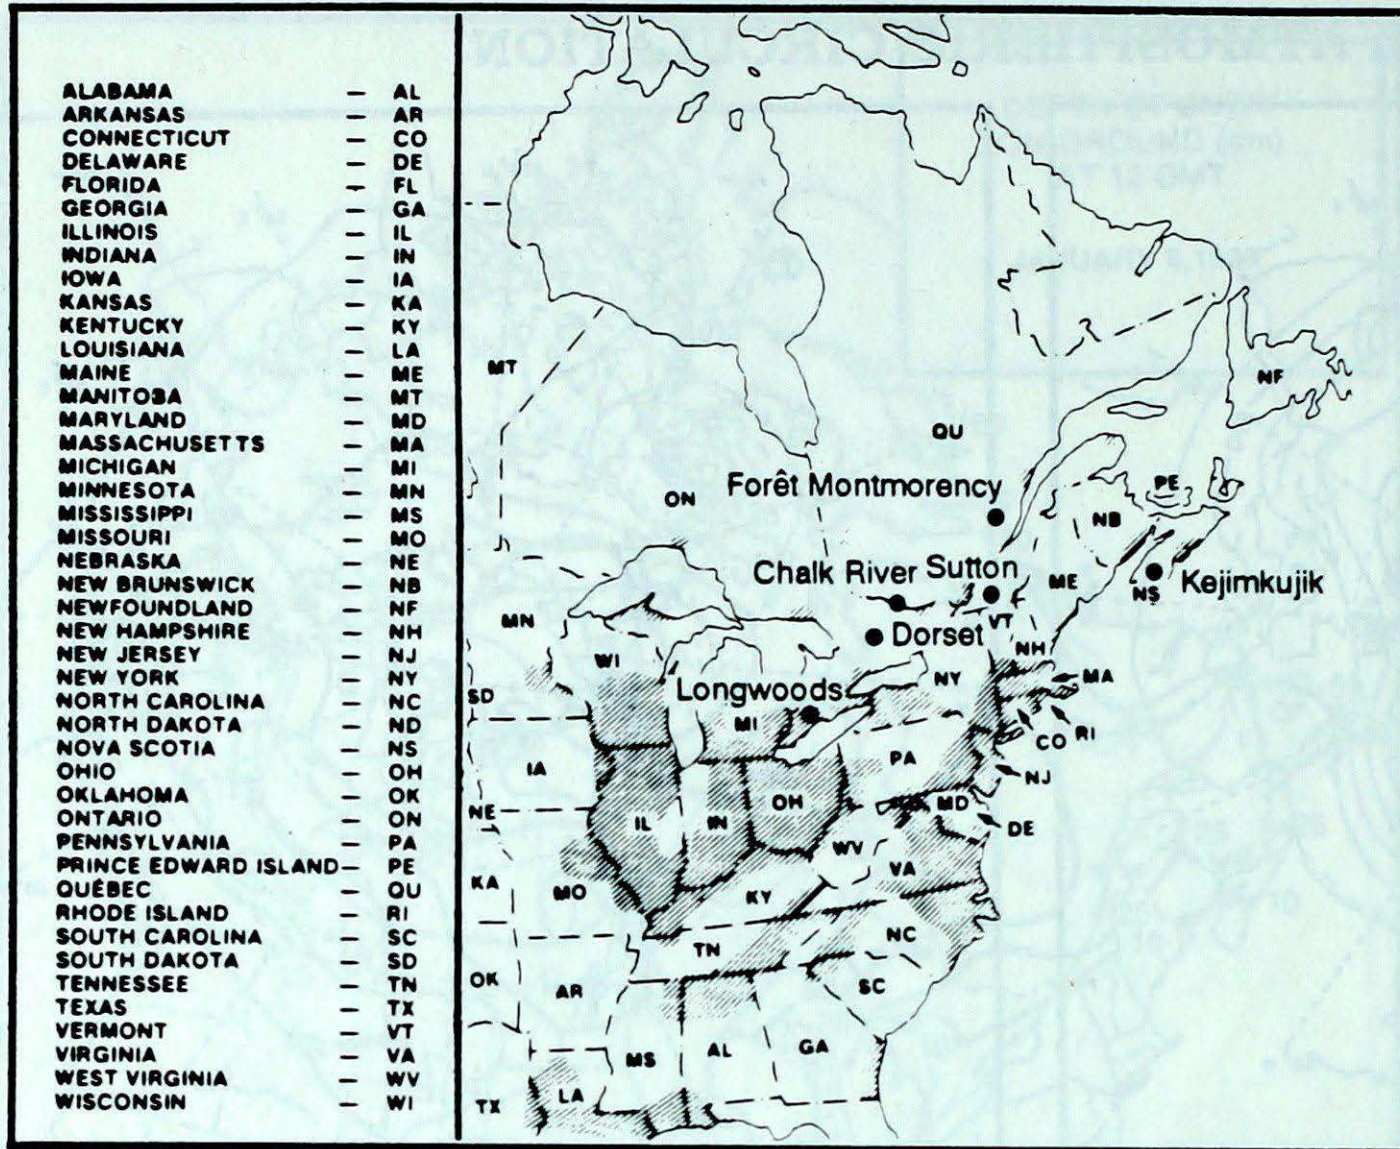 ALABAMA — AL
ARKANSAS — AR
CONNECTICUT — CO
DELAWARE — DE
FLORIDA — FL
GEORGIA — GA
ILLINOIS — IL
INDIANA — IN
IOWA — IA
KANSAS — KA
KENTUCKY — KY
LOUISIANA — LA
MAINE — ME
MANITOBA — MT
MARYLAND — MD
MASSACHUSETTS — MA
MICHIGAN — MI
MINNESOTA — MN
MISSISSIPPI — MS
MISSOURI — MO
NEBRASKA — NE
NEW BRUNSWICK — NB
NEWFOUNDLAND — NF
NEW HAMPSHIRE — NH
NEW JERSEY — NJ
NEW YORK — NY
NORTH CAROLINA — NC
NORTH DAKOTA — ND
NOVA SCOTIA — NS
OHIO — OH
OKLAHOMA — OK
ONTARIO — ON
PENNSYLVANIA — PA
PRINCE EDWARD ISLAND — PE
QUÉBEC — QU
RHODE ISLAND — RI
SOUTH CAROLINA — SC
SOUTH DAKOTA — SD
TENNESSEE — TN
TEXAS — TX
VERMONT — VT
VIRGINIA — VA
WEST VIRGINIA — WV
WISCONSIN — WI
MT
NF
QU
Forêt Montmorency
ON
PE
NB
Chalk River
Sutton
ME
NS
Kejimkujik
MN
VT
Dorset
NH
WI
NY
MA
SD
Longwoods
MI
CO
RI
IA
PA
NJ
NE
IL
IN
OH
MD
DE
WV
VA
KA
MO
KY
TN
NC
OK
AR
SC
MS
AL
GA
LA
TX